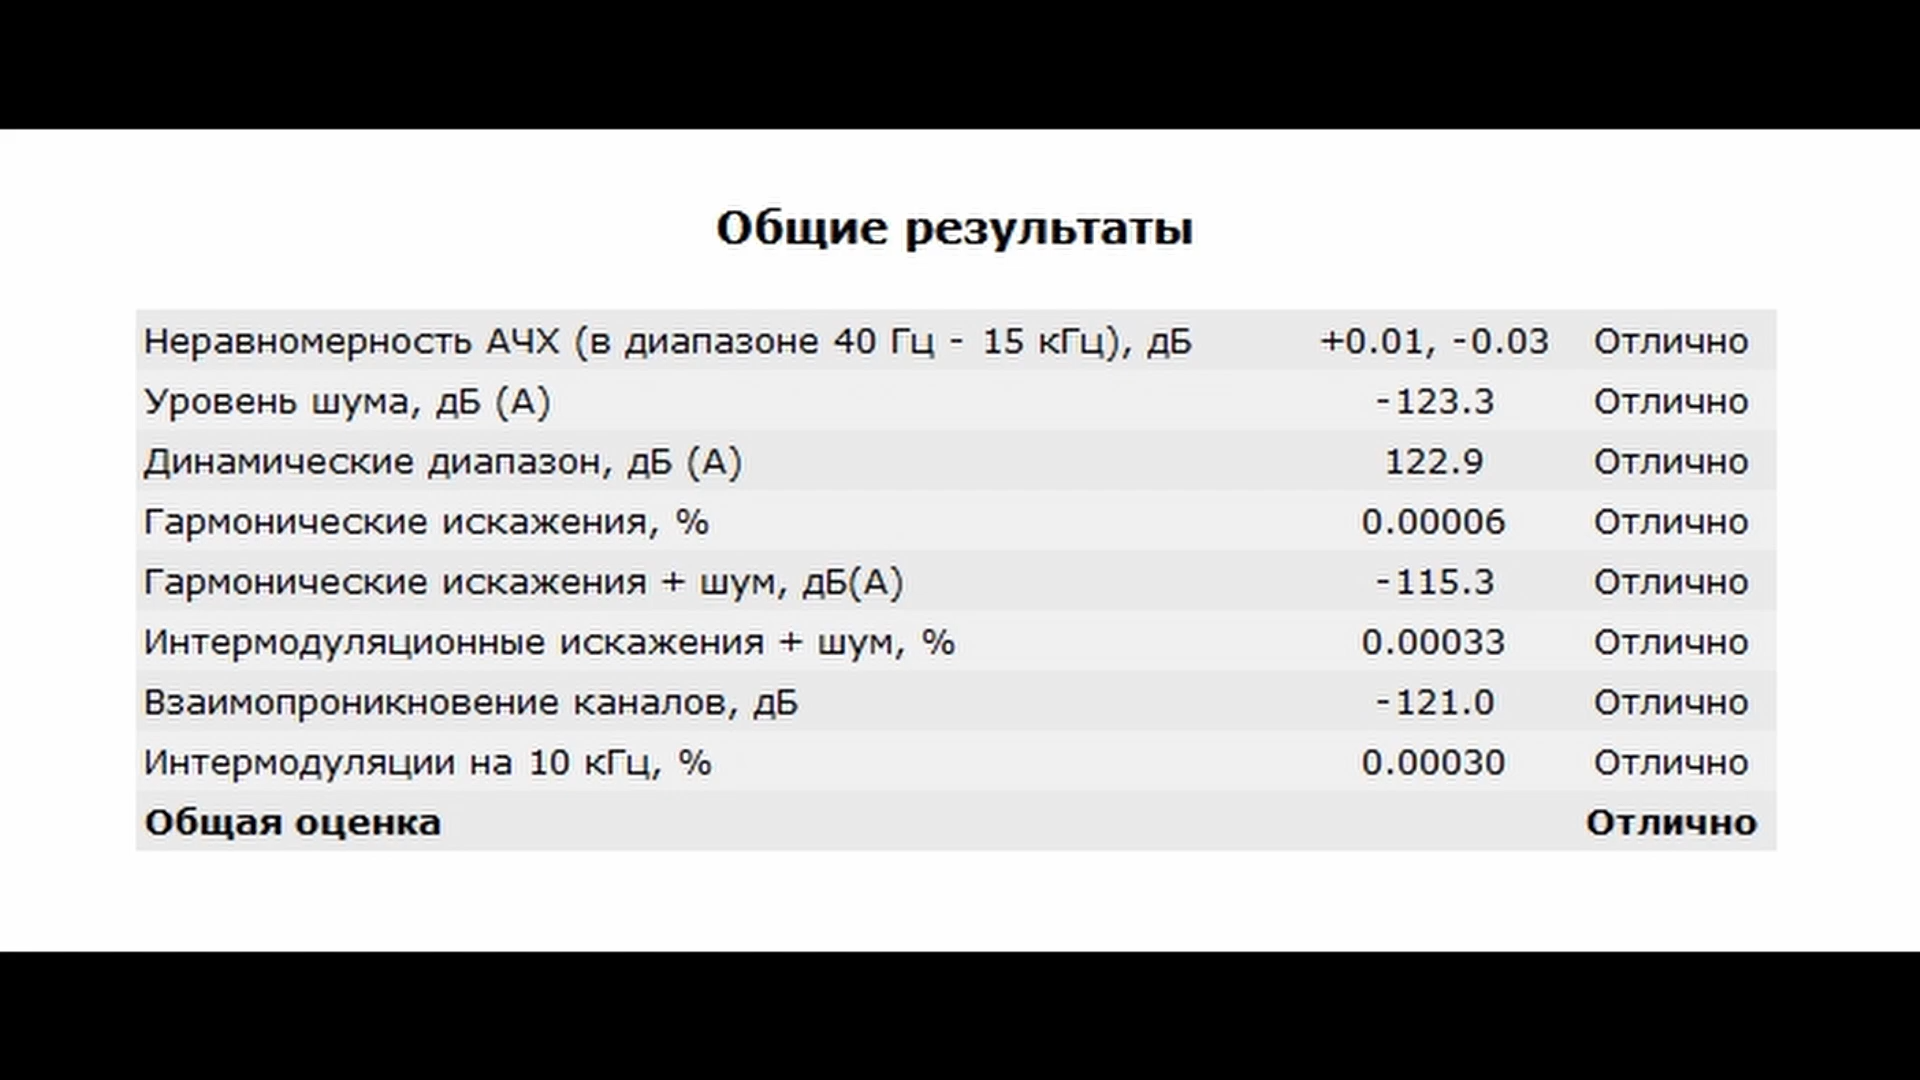 Общие результаты
Неравномерность АЧХ (в диапазоне 40 Гц - 15 кГц), дБ +0.01, -0.03 Отлично
Уровень шума, дБ (А) -123.3 Отлично
Динамический диапазон, дБ (А) 122.9 Отлично
Гармонические искажения, % 0.00006 Отлично
Гармонические искажения + шум, дБ(А) -115.3 Отлично
Интермодуляционные искажения + шум, % 0.00033 Отлично
Взаимопроникновение каналов, дБ -121.0 Отлично
Интермодуляции на 10 кГц, % 0.00030 Отлично
Общая оценка Отлично